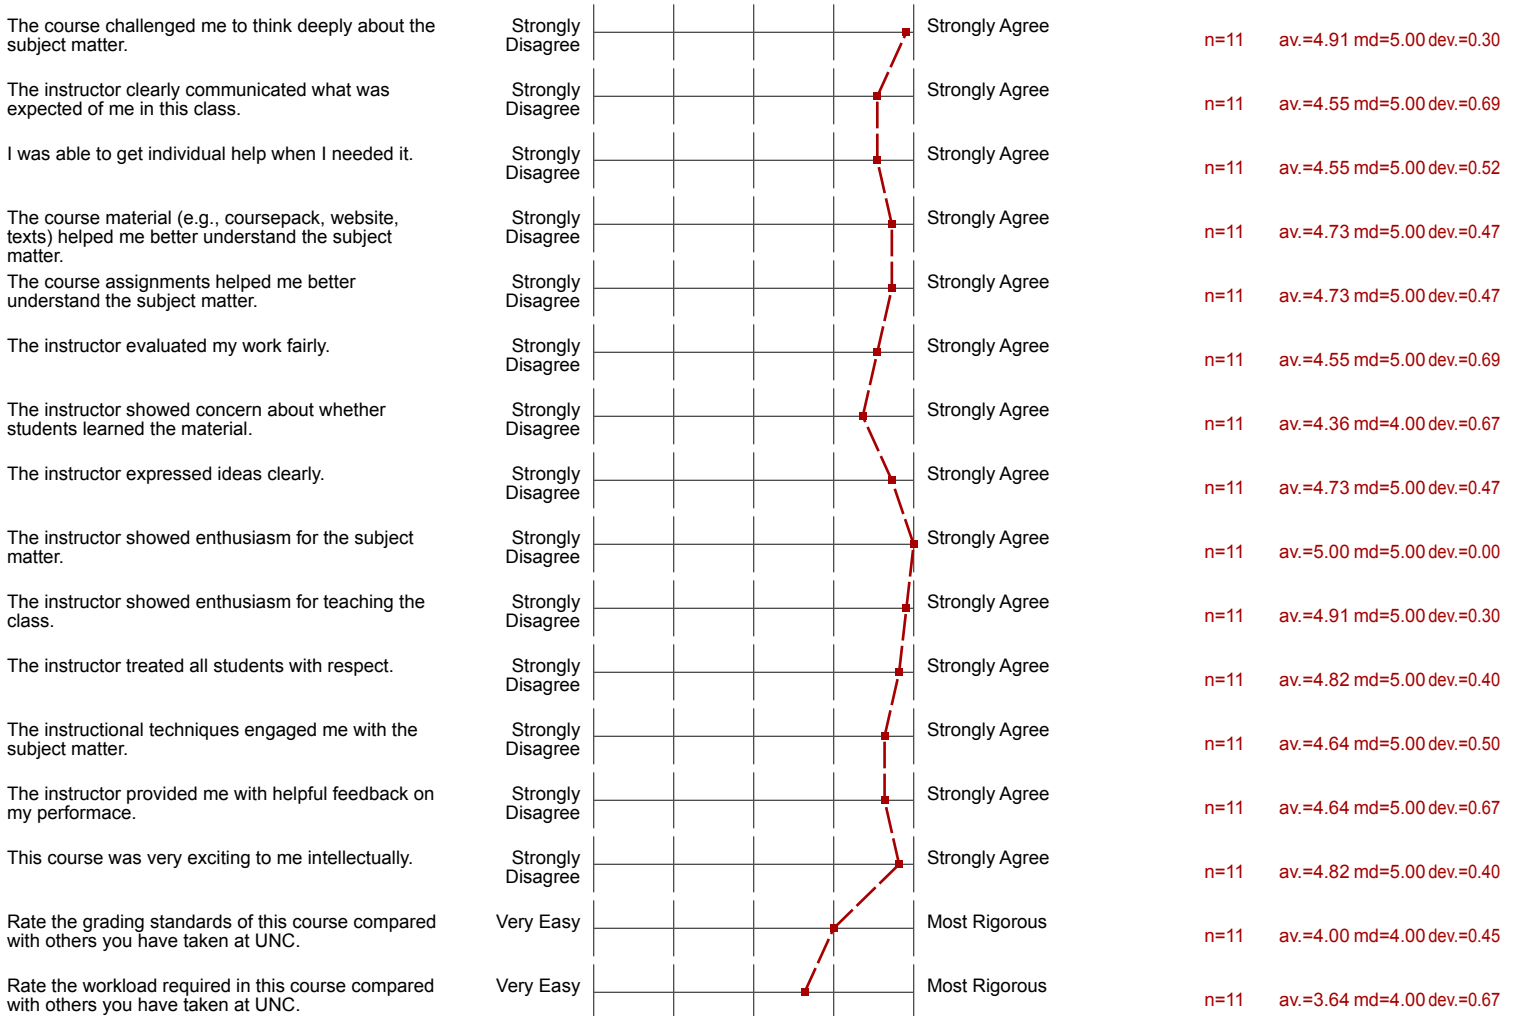 The course challenged me to think deeply about the
subject matter.
Strongly
Disagree
Strongly Agree
n=11 av.=4.91 md=5.00 dev.=0.30
The instructor clearly communicated what was
expected of me in this class.
Strongly
Disagree
Strongly Agree
n=11 av.=4.55 md=5.00 dev.=0.69
I was able to get individual help when I needed it.
Strongly
Disagree
Strongly Agree
n=11 av.=4.55 md=5.00 dev.=0.52
The course material (e.g., coursepack, website,
texts) helped me better understand the subject
matter.
Strongly
Disagree
Strongly Agree
n=11 av.=4.73 md=5.00 dev.=0.47
The course assignments helped me better
understand the subject matter.
Strongly
Disagree
Strongly Agree
n=11 av.=4.73 md=5.00 dev.=0.47
The instructor evaluated my work fairly.
Strongly
Disagree
Strongly Agree
n=11 av.=4.55 md=5.00 dev.=0.69
The instructor showed concern about whether
students learned the material.
Strongly
Disagree
Strongly Agree
n=11 av.=4.36 md=4.00 dev.=0.67
The instructor expressed ideas clearly.
Strongly
Disagree
Strongly Agree
n=11 av.=4.73 md=5.00 dev.=0.47
The instructor showed enthusiasm for the subject
matter.
Strongly
Disagree
Strongly Agree
n=11 av.=5.00 md=5.00 dev.=0.00
The instructor showed enthusiasm for teaching the
class.
Strongly
Disagree
Strongly Agree
n=11 av.=4.91 md=5.00 dev.=0.30
The instructor treated all students with respect.
Strongly
Disagree
Strongly Agree
n=11 av.=4.82 md=5.00 dev.=0.40
The instructional techniques engaged me with the
subject matter.
Strongly
Disagree
Strongly Agree
n=11 av.=4.64 md=5.00 dev.=0.50
The instructor provided me with helpful feedback on
my performace.
Strongly
Disagree
Strongly Agree
n=11 av.=4.64 md=5.00 dev.=0.67
This course was very exciting to me intellectually.
Strongly
Disagree
Strongly Agree
n=11 av.=4.82 md=5.00 dev.=0.40
Rate the grading standards of this course compared
with others you have taken at UNC.
Very Easy
Most Rigorous
n=11 av.=4.00 md=4.00 dev.=0.45
Rate the workload required in this course compared
with others you have taken at UNC.
Very Easy
Most Rigorous
n=11 av.=3.64 md=4.00 dev.=0.67